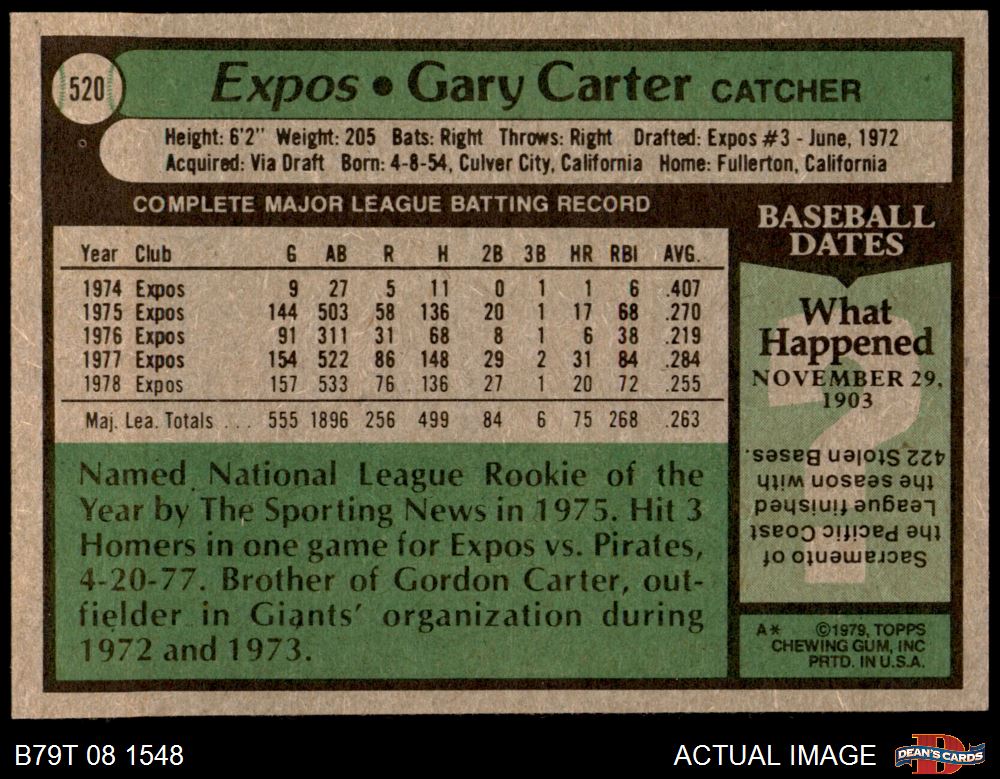 520
Expos • Gary Carter CATCHER
Height: 6'2" Weight: 205 Bats: Right Throws: Right Drafted: Expos #3 - June, 1972
Acquired: Via Draft Born: 4-8-54, Culver City, California Home: Fullerton, California
COMPLETE MAJOR LEAGUE BATTING RECORD
Year Club G AB R H 2B 3B HR RBI AVG.
1974 Expos 9 27 5 11 0 1 1 6 .407
1975 Expos 144 503 58 136 20 1 17 68 .270
1976 Expos 91 311 31 68 8 1 6 38 .219
1977 Expos 154 522 86 148 29 2 31 84 .284
1978 Expos 157 533 76 136 27 1 20 72 .255
Maj. Lea. Totals . . . 555 1896 256 499 84 6 75 268 .263
Named National League Rookie of the
Year by The Sporting News in 1975. Hit 3
Homers in one game for Expos vs. Pirates,
4-20-77. Brother of Gordon Carter, out-
fielder in Giants' organization during
1972 and 1973.
BASEBALL
DATES
What
Happened
NOVEMBER 29,
1903
?
Sacramento of
the Pacific Coast
League finished
the season with
422 Stolen Bases.
A* ©1979, TOPPS
CHEWING GUM, INC
PRTD. IN U.S.A.
B79T 08 1548
ACTUAL IMAGE
DEAN'S CARDS